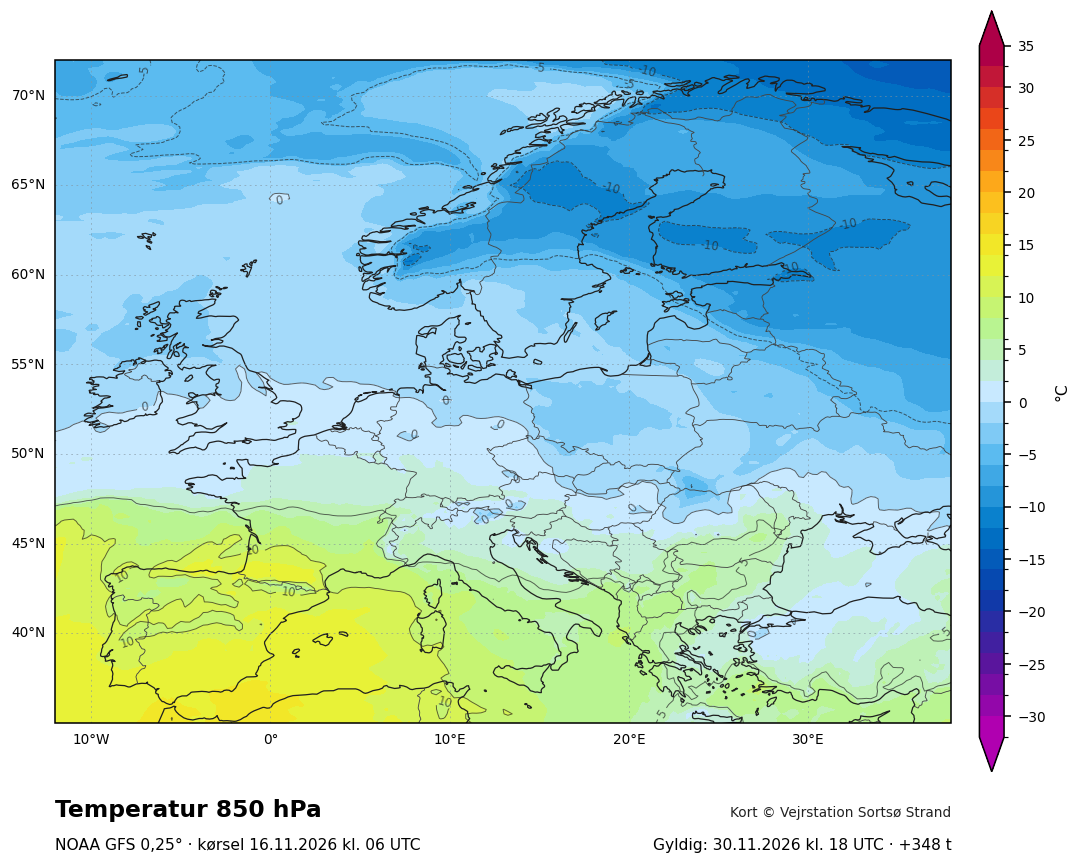 70°N
65°N
60°N
55°N
50°N
45°N
40°N
10°W 0° 10°E 20°E 30°E
35
30
25
20
15
10
5
0
−5
−10
−15
−20
−25
−30
°C
Temperatur 850 hPa
Kort © Vejrstation Sortsø Strand
NOAA GFS 0,25° · kørsel 16.11.2026 kl. 06 UTC
Gyldig: 30.11.2026 kl. 18 UTC · +348 t